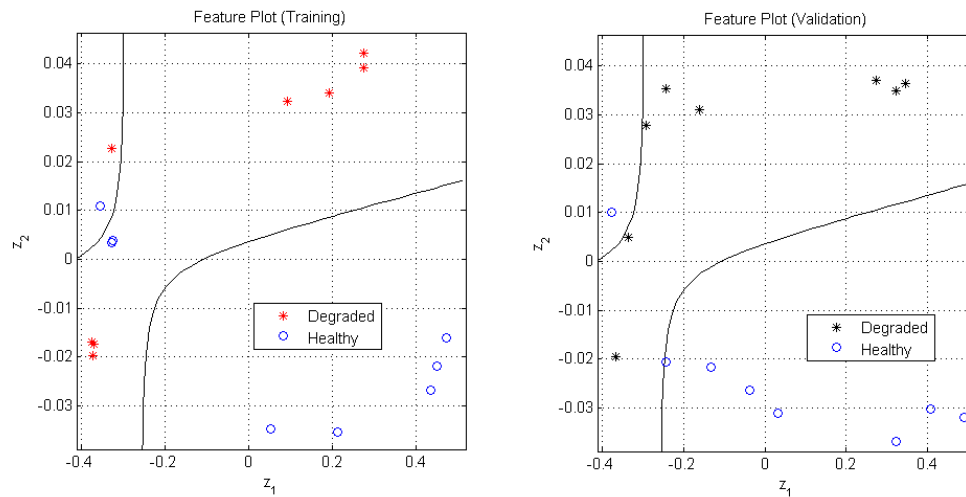 Feature Plot (Training)
0.04
0.03
0.02
0.01
0
-0.01
-0.02
-0.03
z2
Degraded
Healthy
-0.4
-0.2
0
0.2
0.4
z1
Feature Plot (Validation)
0.04
0.03
0.02
0.01
0
-0.01
-0.02
-0.03
z2
Degraded
Healthy
-0.4
-0.2
0
0.2
0.4
z1